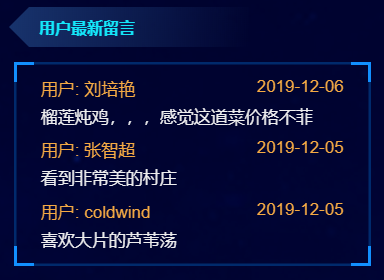 用户最新留言
用户: 刘培艳 2019-12-06
榴莲炖鸡，，，感觉这道菜价格不菲
用户: 张智超 2019-12-05
看到非常美的村庄
用户: coldwind 2019-12-05
喜欢大片的芦苇荡